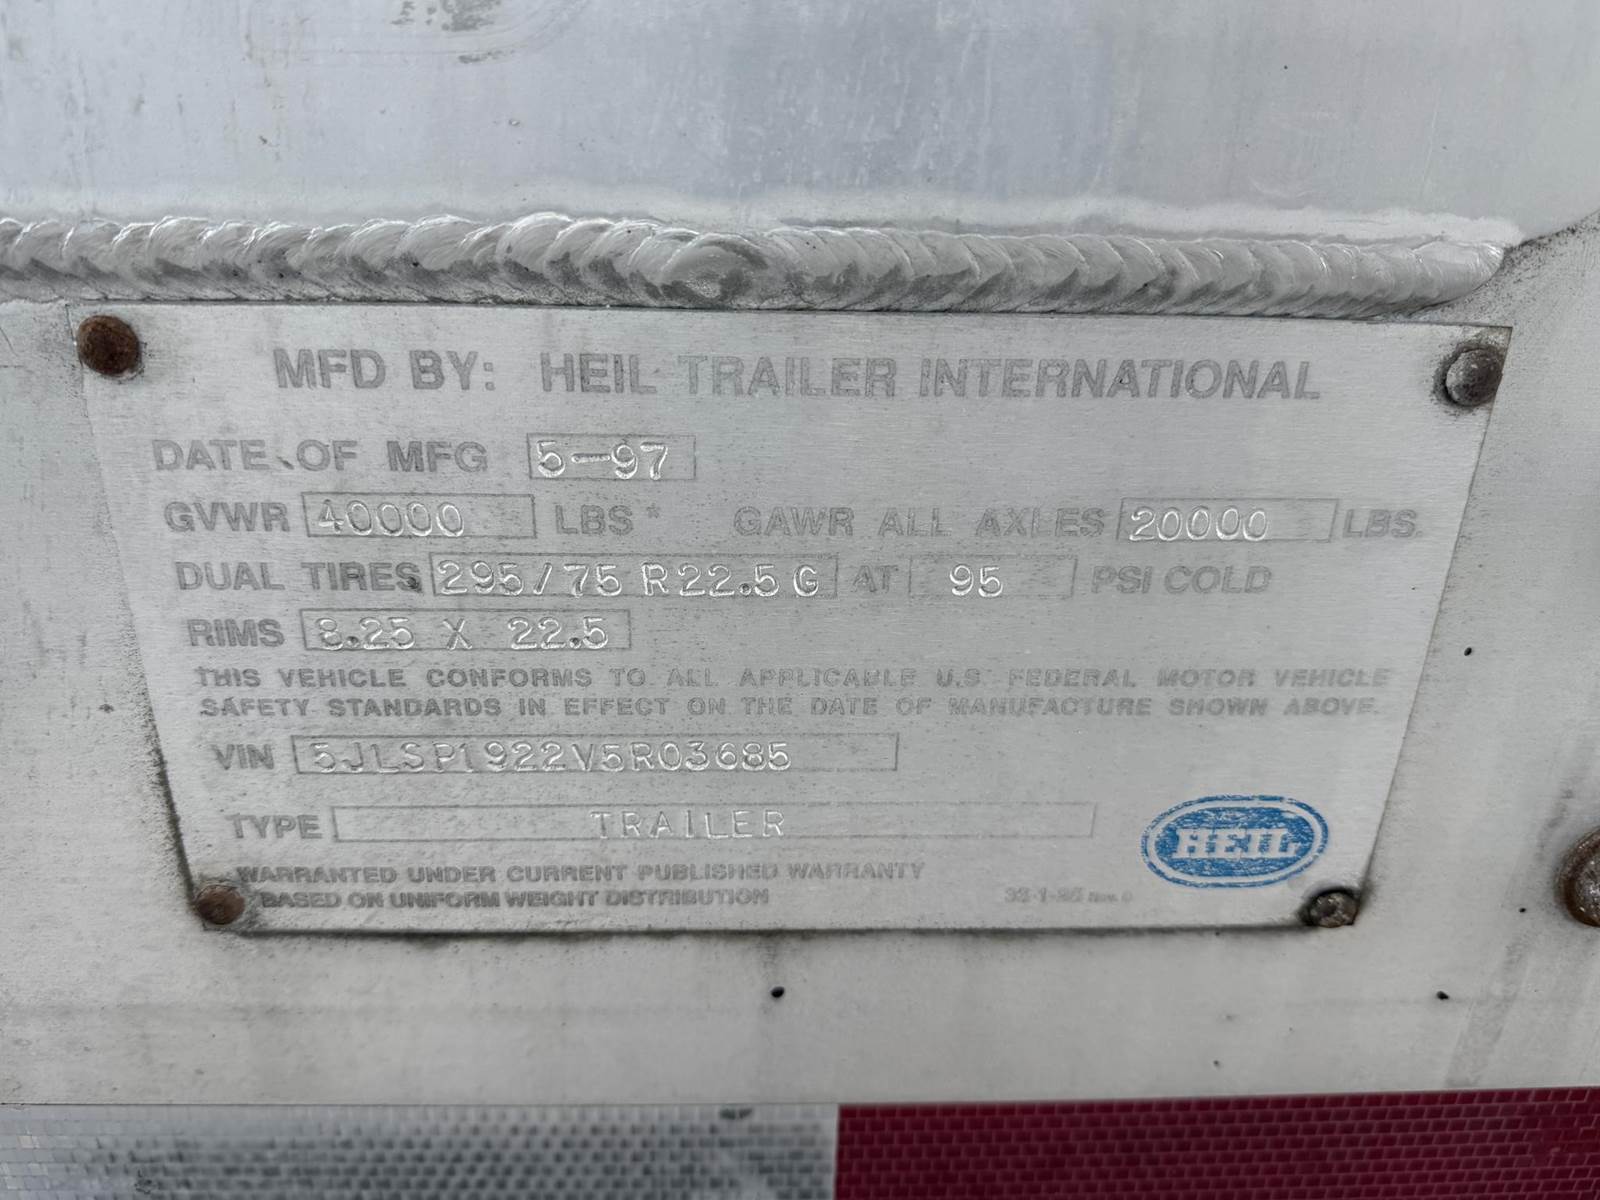 MFD BY: HEIL TRAILER INTERNATIONAL
DATE OF MFG 5-97
GVWR 40000 LBS* GAWR ALL AXLES 20000 LBS.
DUAL TIRES 295/75 R22.5G AT 95 PSI COLD
RIMS 8.25 X 22.5
THIS VEHICLE CONFORMS TO ALL APPLICABLE U.S. FEDERAL MOTOR VEHICLE
SAFETY STANDARDS IN EFFECT ON THE DATE OF MANUFACTURE SHOWN ABOVE.
VIN 5JLSP1922V5R03685
TYPE TRAILER
HEIL
WARRANTED UNDER CURRENT PUBLISHED WARRANTY
BASED ON UNIFORM WEIGHT DISTRIBUTION